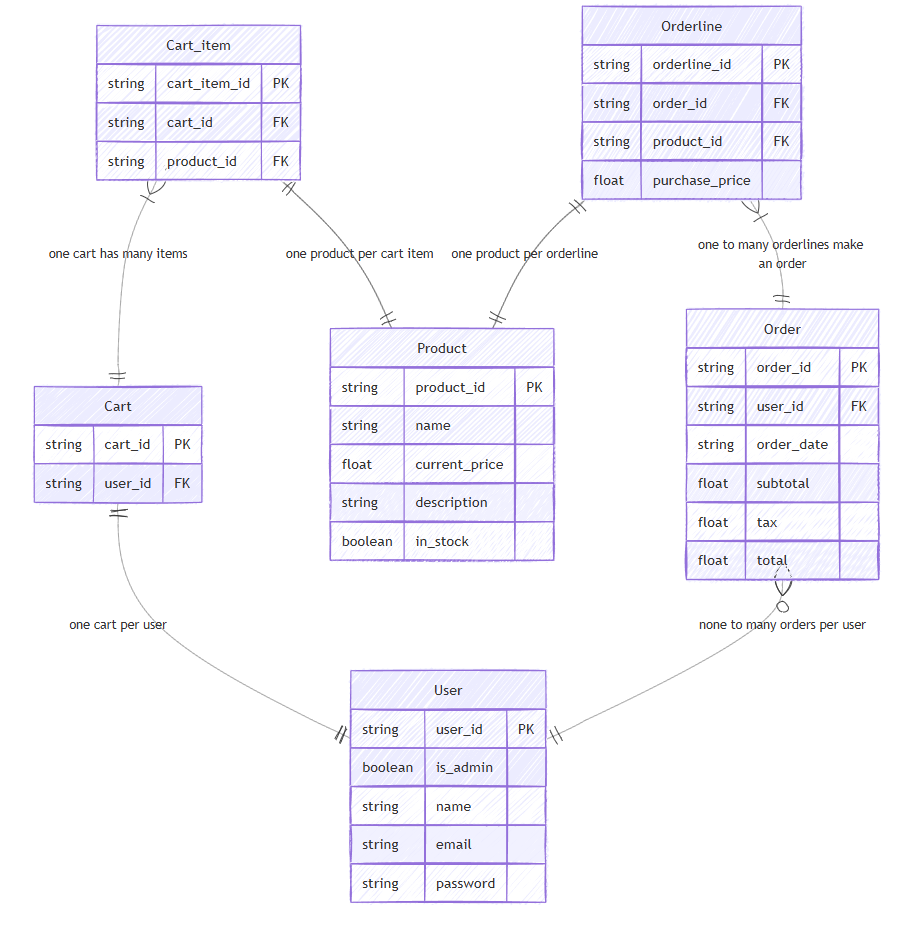 Cart_item
string cart_item_id PK
string cart_id FK
string product_id FK
Orderline
string orderline_id PK
string order_id FK
string product_id FK
float purchase_price
one cart has many items
one product per cart item
one product per orderline
one to many orderlines make
an order
Product
string product_id PK
string name
float current_price
string description
boolean in_stock
Order
string order_id PK
string user_id FK
string order_date
float subtotal
float tax
float total
Cart
string cart_id PK
string user_id FK
one cart per user
none to many orders per user
User
string user_id PK
boolean is_admin
string name
string email
string password